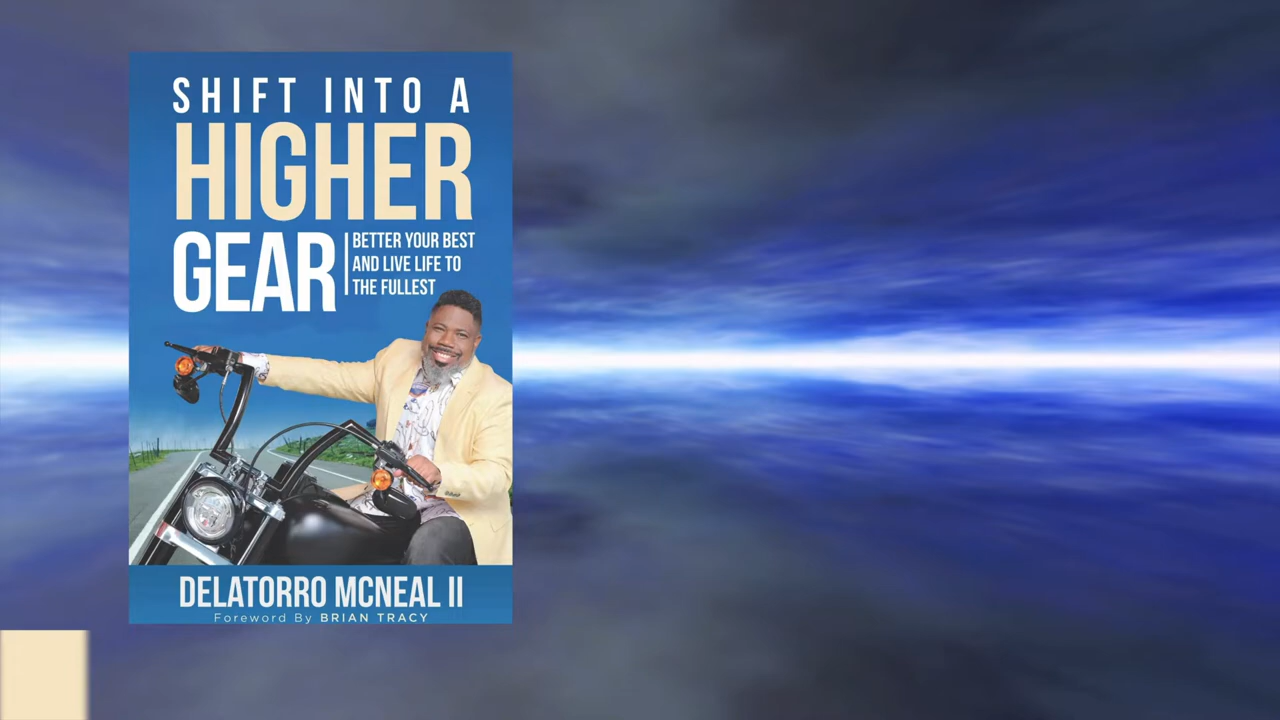 SHIFT INTO A
HIGHER
GEAR
BETTER YOUR BEST
AND LIVE LIFE TO
THE FULLEST
DELATORRO MCNEAL II
Foreword By BRIAN TRACY